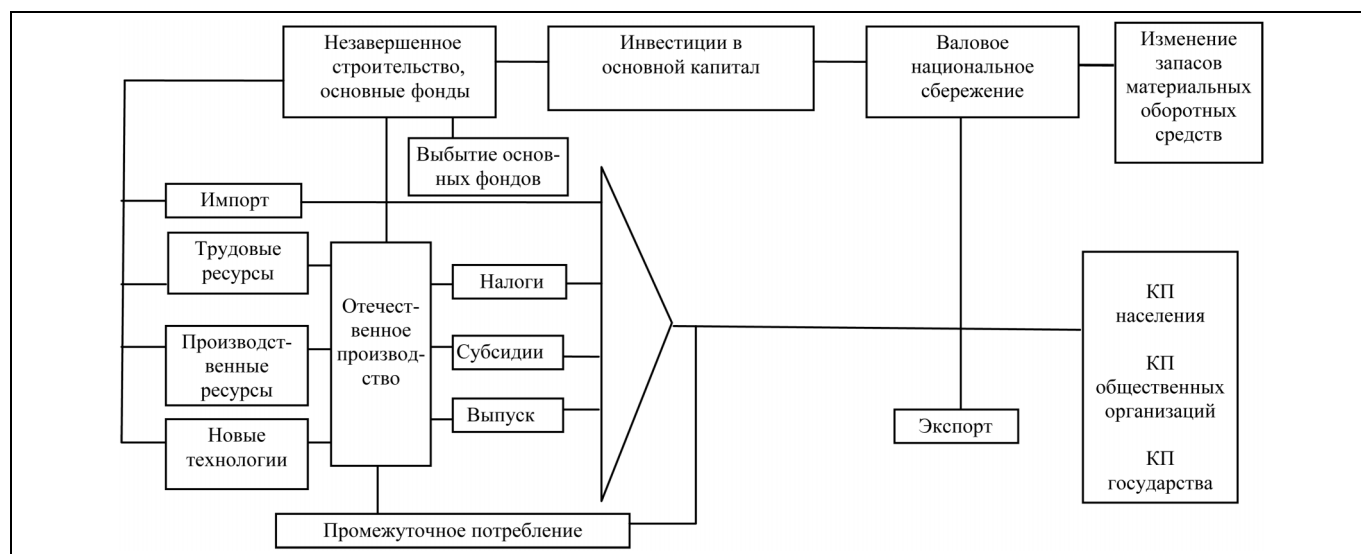 Незавершенное
строительство,
основные фонды
Инвестиции в
основной капитал
Валовое
национальное
сбережение
Изменение
запасов
материальных
оборотных
средств
Выбытие основ-
ных фондов
Импорт
Трудовые
ресурсы
Производст-
венные
ресурсы
Новые
технологии
Отечест-
венное
производ-
ство
Налоги
Субсидии
Выпуск
Промежуточное потребление
Экспорт
КП
населения
КП
общественных
организаций
КП
государства